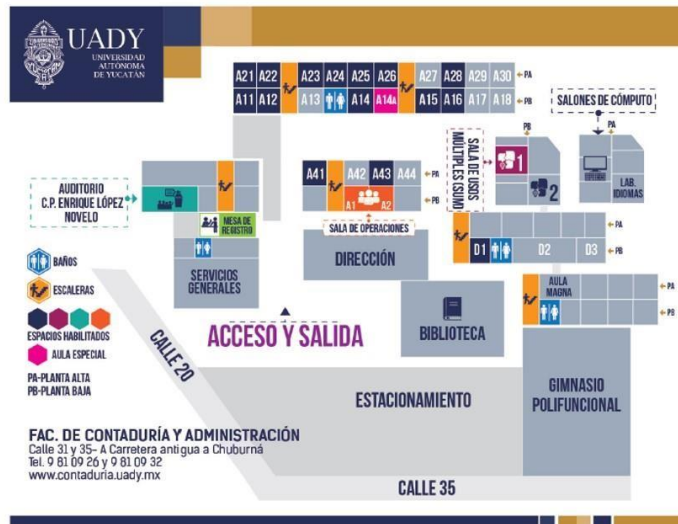 UADY
UNIVERSIDAD
AUTÓNOMA
DE YUCATÁN
A21 A22 A23 A24 A25 A26 A27 A28 A29 A30 PA
A11 A12 A13 A14 A14A A15 A16 A17 A18 PB
SALONES DE CÓMPUTO
PB
PA
SALA DE USOS
MÚLTIPLES (SUM)
1
2
LAB.
IDIOMAS
AUDITORIO
C.P. ENRIQUE LÓPEZ
NOVELO
MESA DE
REGISTRO
A41 A42 A43 A44 PA
A1 A2 PB
SALA DE OPERACIONES
PA
D1 D2 D3 PB
SERVICIOS
GENERALES
DIRECCIÓN
AULA
MAGNA
PA
PB
BIBLIOTECA
BAÑOS
ESCALERAS
ESPACIOS HABILITADOS
AULA ESPECIAL
PA-PLANTA ALTA
PB-PLANTA BAJA
ACCESO Y SALIDA
CALLE 20
ESTACIONAMIENTO
GIMNASIO
POLIFUNCIONAL
FAC. DE CONTADURÍA Y ADMINISTRACIÓN
Calle 31 y 35- A Carretera antigua a Chuburná
Tel. 9 81 09 26 y 9 81 09 32
www.contaduria.uady.mx
CALLE 35